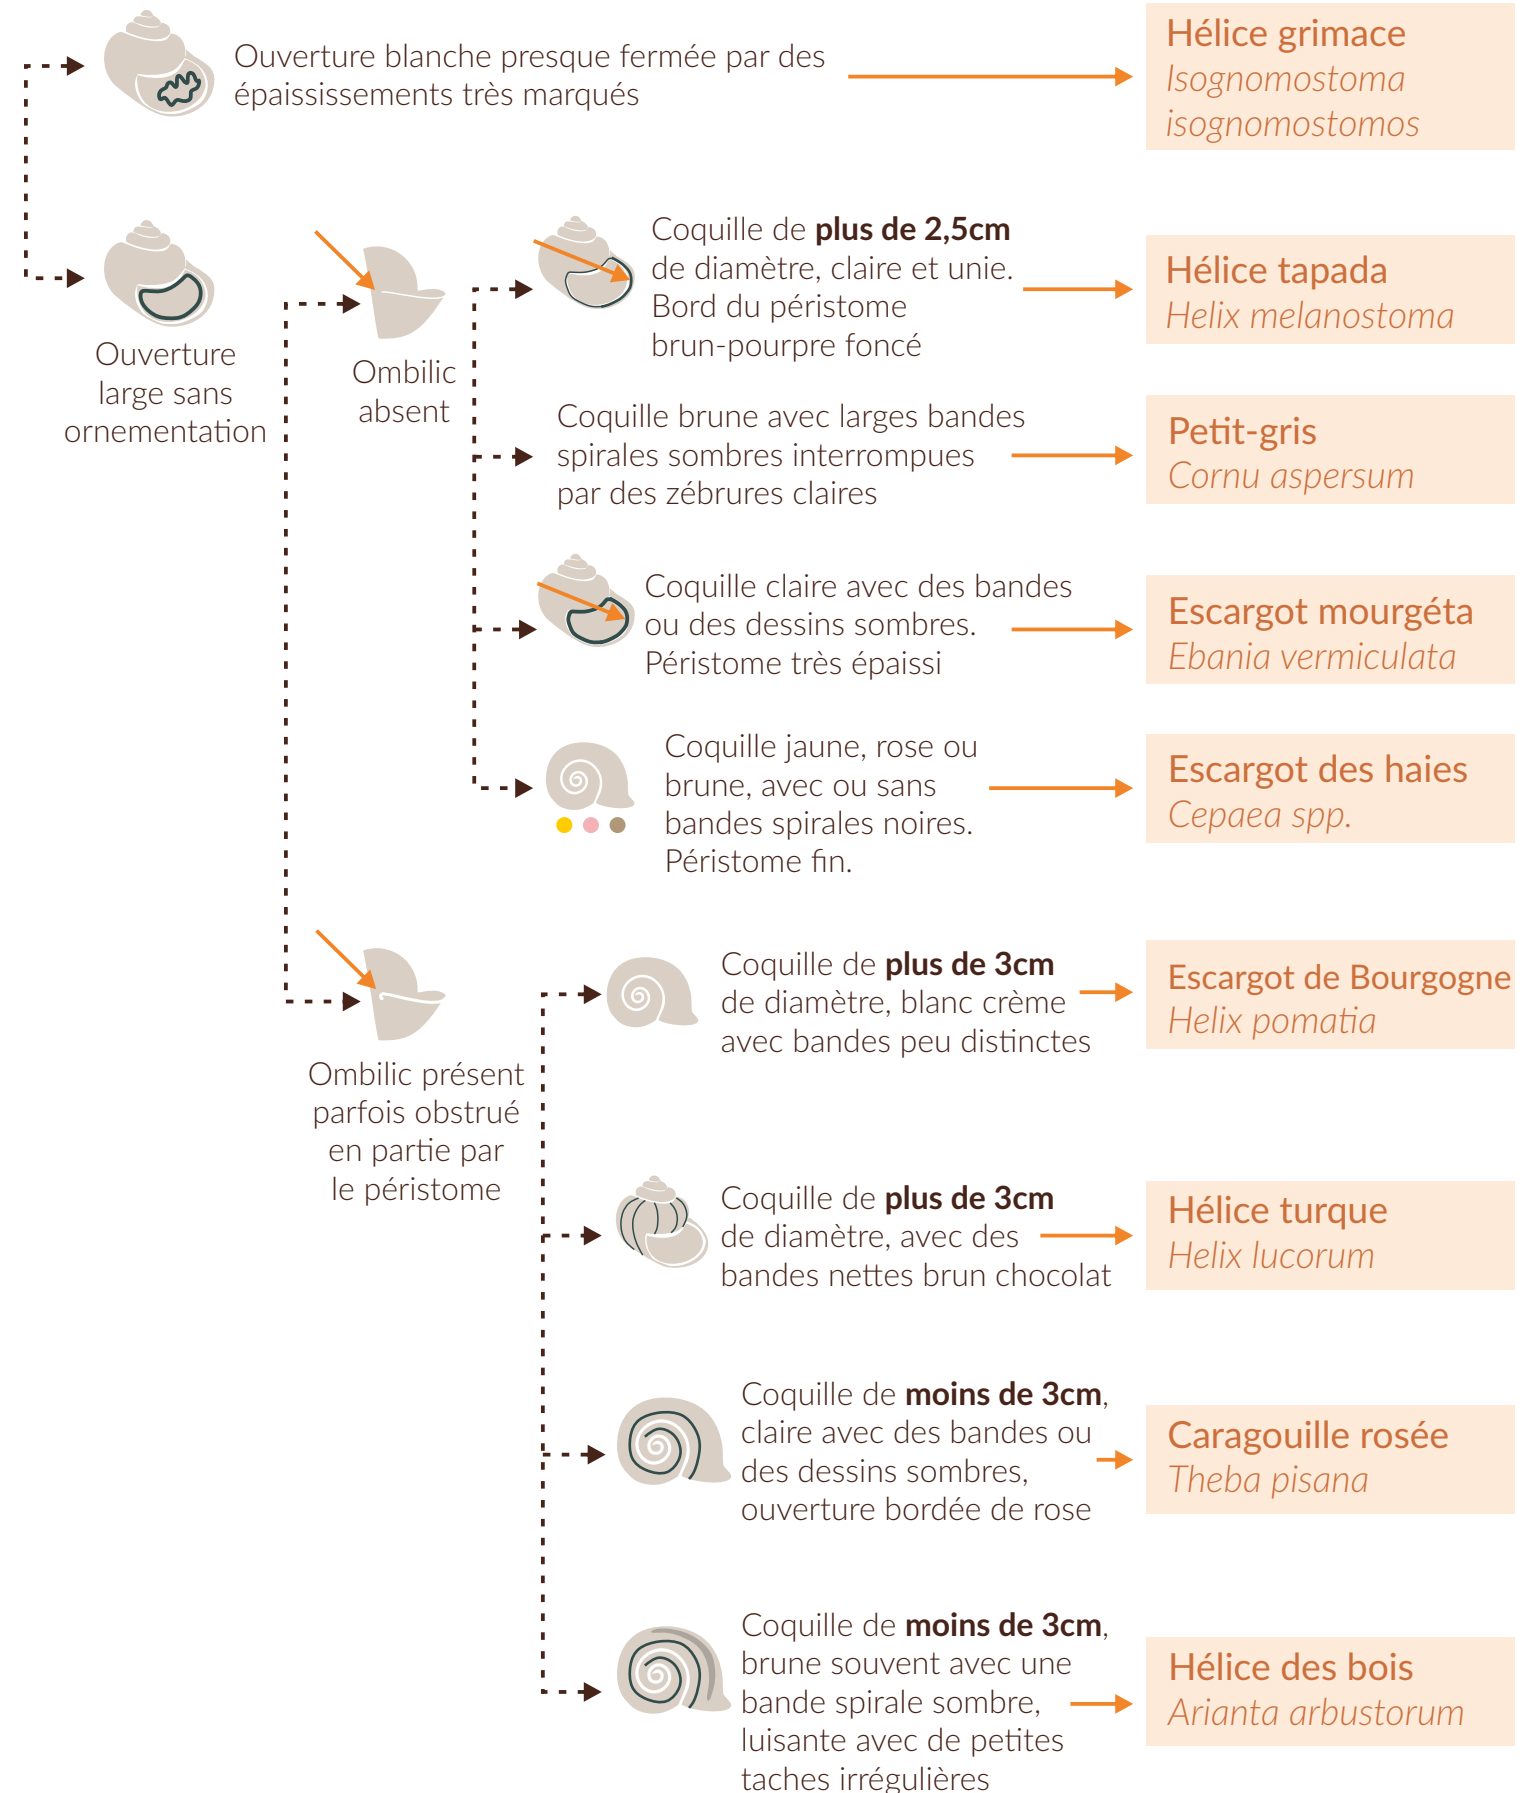 Ouverture blanche presque fermée par des
épaississements très marqués
Hélice grimace
Isognomostoma
isognomostomos
Ouverture
large sans
ornementation
Ombilic
absent
Coquille de plus de 2,5cm
de diamètre, claire et unie.
Bord du péristome
brun-pourpre foncé
Hélice tapada
Helix melanostoma
Coquille brune avec larges bandes
spirales sombres interrompues
par des zébrures claires
Petit-gris
Cornu aspersum
Coquille claire avec des bandes
ou des dessins sombres.
Péristome très épaissi
Escargot mourgéta
Ebania vermiculata
Coquille jaune, rose ou
brune, avec ou sans
bandes spirales noires.
Péristome fin.
Escargot des haies
Cepaea spp.
Ombilic présent
parfois obstrué
en partie par
le péristome
Coquille de plus de 3cm
de diamètre, blanc crème
avec bandes peu distinctes
Escargot de Bourgogne
Helix pomatia
Coquille de plus de 3cm
de diamètre, avec des
bandes nettes brun chocolat
Hélice turque
Helix lucorum
Coquille de moins de 3cm,
claire avec des bandes ou
des dessins sombres,
ouverture bordée de rose
Caragouille rosée
Theba pisana
Coquille de moins de 3cm,
brune souvent avec une
bande spirale sombre,
luisante avec de petites
taches irrégulières
Hélice des bois
Arianta arbustorum